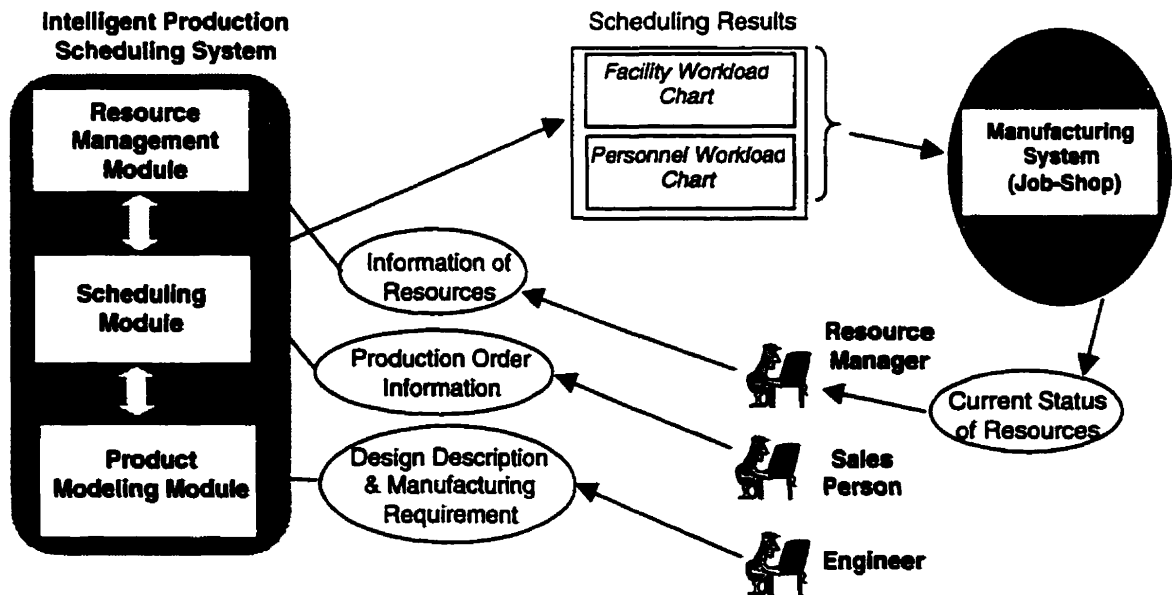 Intelligent Production
Scheduling System
Resource
Management
Module
Scheduling
Module
Product
Modeling Module
Scheduling Results
Facility Workload
Chart
Personnel Workload
Chart
Manufacturing
System
(Job-Shop)
Information of
Resources
Production Order
Information
Design Description
& Manufacturing
Requirement
Resource
Manager
Sales
Person
Engineer
Current Status
of Resources